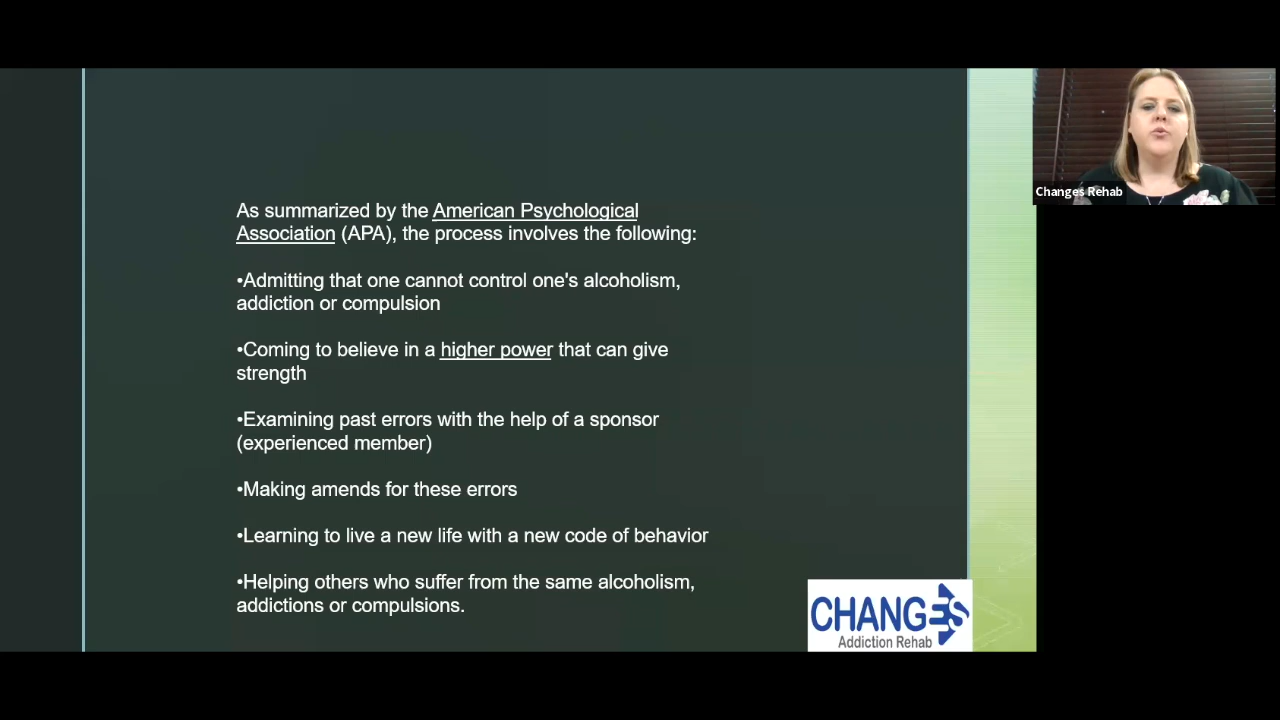 As summarized by the American Psychological
Association (APA), the process involves the following:
•Admitting that one cannot control one's alcoholism,
addiction or compulsion
•Coming to believe in a higher power that can give
strength
•Examining past errors with the help of a sponsor
(experienced member)
•Making amends for these errors
•Learning to live a new life with a new code of behavior
•Helping others who suffer from the same alcoholism,
addictions or compulsions.
CHANGES
Addiction Rehab
Changes Rehab